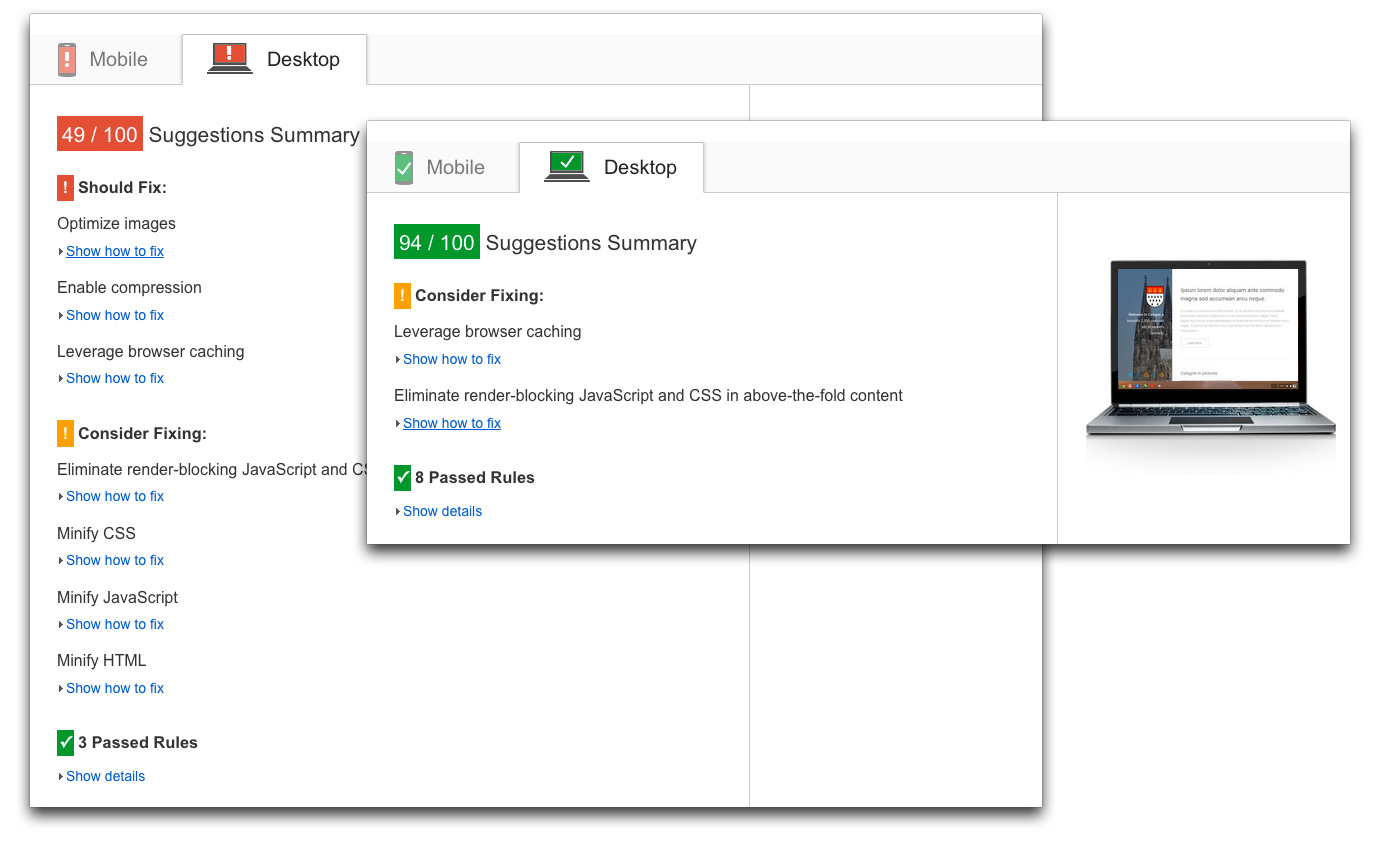 Mobile
Desktop
49 / 100 Suggestions Summary
! Should Fix:
Optimize images
Show how to fix
Enable compression
Show how to fix
Leverage browser caching
Show how to fix
! Consider Fixing:
Eliminate render-blocking JavaScript and CS
Show how to fix
Minify CSS
Show how to fix
Minify JavaScript
Show how to fix
Minify HTML
Show how to fix
3 Passed Rules
Show details
Mobile
Desktop
94 / 100 Suggestions Summary
! Consider Fixing:
Leverage browser caching
Show how to fix
Eliminate render-blocking JavaScript and CSS in above-the-fold content
Show how to fix
8 Passed Rules
Show details
Ipsum lorem dolor aliquam ante commodo
magna sed accumsan arcu neque.
Welcome to Cologne a
Learn More
Cologne in pictures